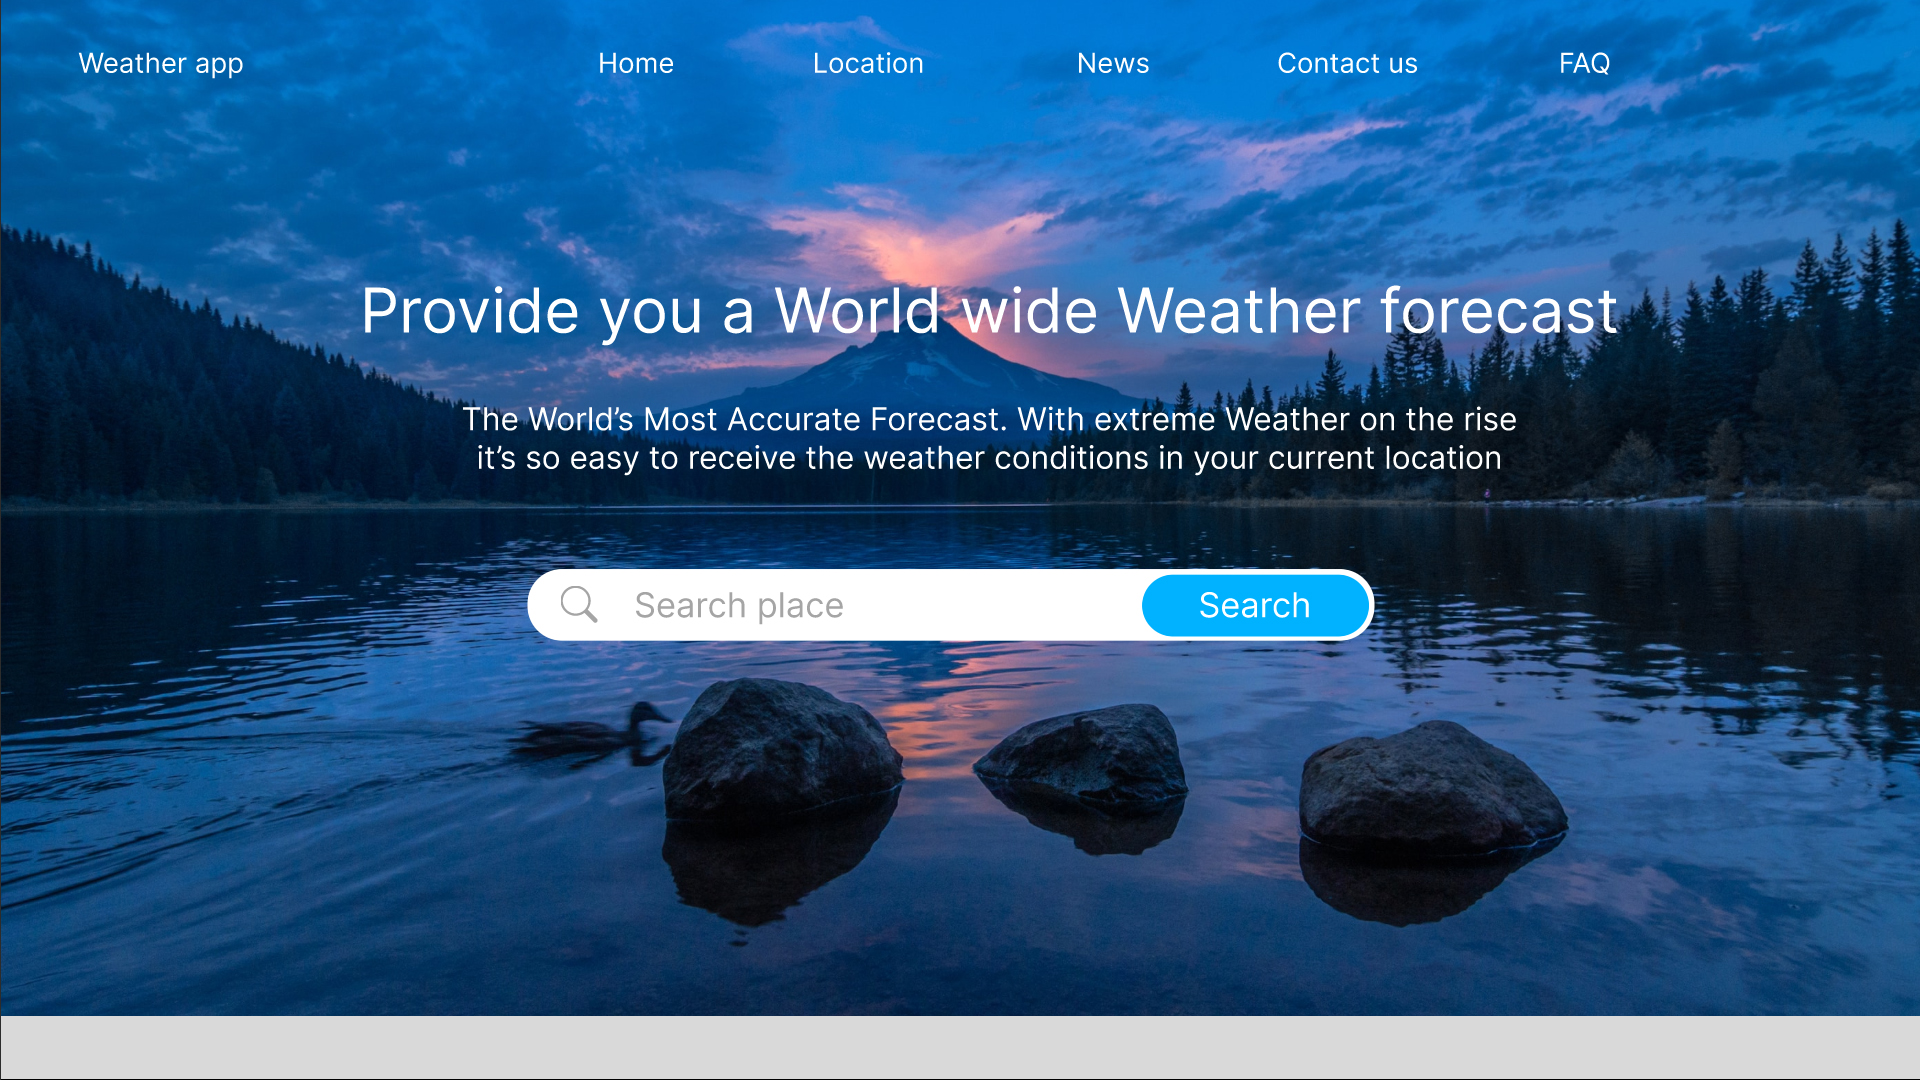 Weather app
Home
Location
News
Contact us
FAQ
Provide you a World wide Weather forecast
The World’s Most Accurate Forecast. With extreme Weather on the rise
it’s so easy to receive the weather conditions in your current location
Search place
Search